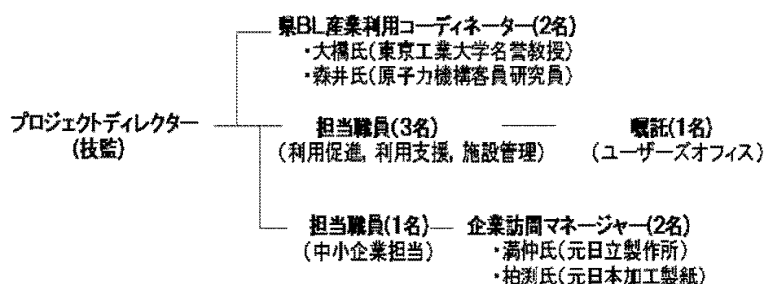 県BL産業利用コーディネーター(2名)
・大橋氏(東京工業大学名誉教授)
・森井氏(原子力機構客員研究員)
プロジェクトディレクター
(技監)
担当職員(3名)
(利用促進, 利用支援, 施設管理)
嘱託(1名)
(ユーザーズオフィス)
担当職員(1名)
(中小企業担当)
企業訪問マネージャー(2名)
・満仲氏(元日立製作所)
・柏渕氏(元日本加工製紙)